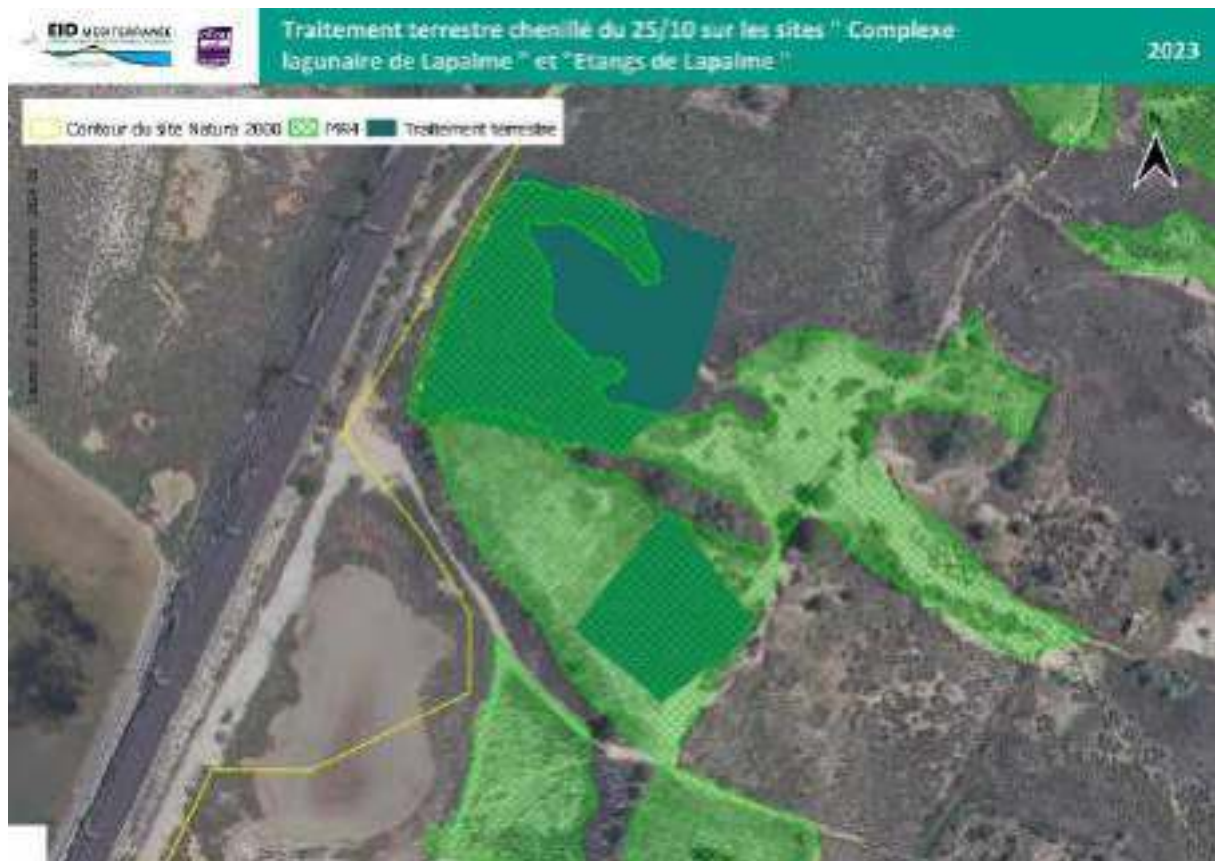 EID MEDITERRANEE
Traitement terrestre chenillé du 25/10 sur les sites " Complexe
lagunaire de Lapalme " et "Etangs de Lapalme "
2023
Contour du site Natura 2000 MR4 Traitement terrestre